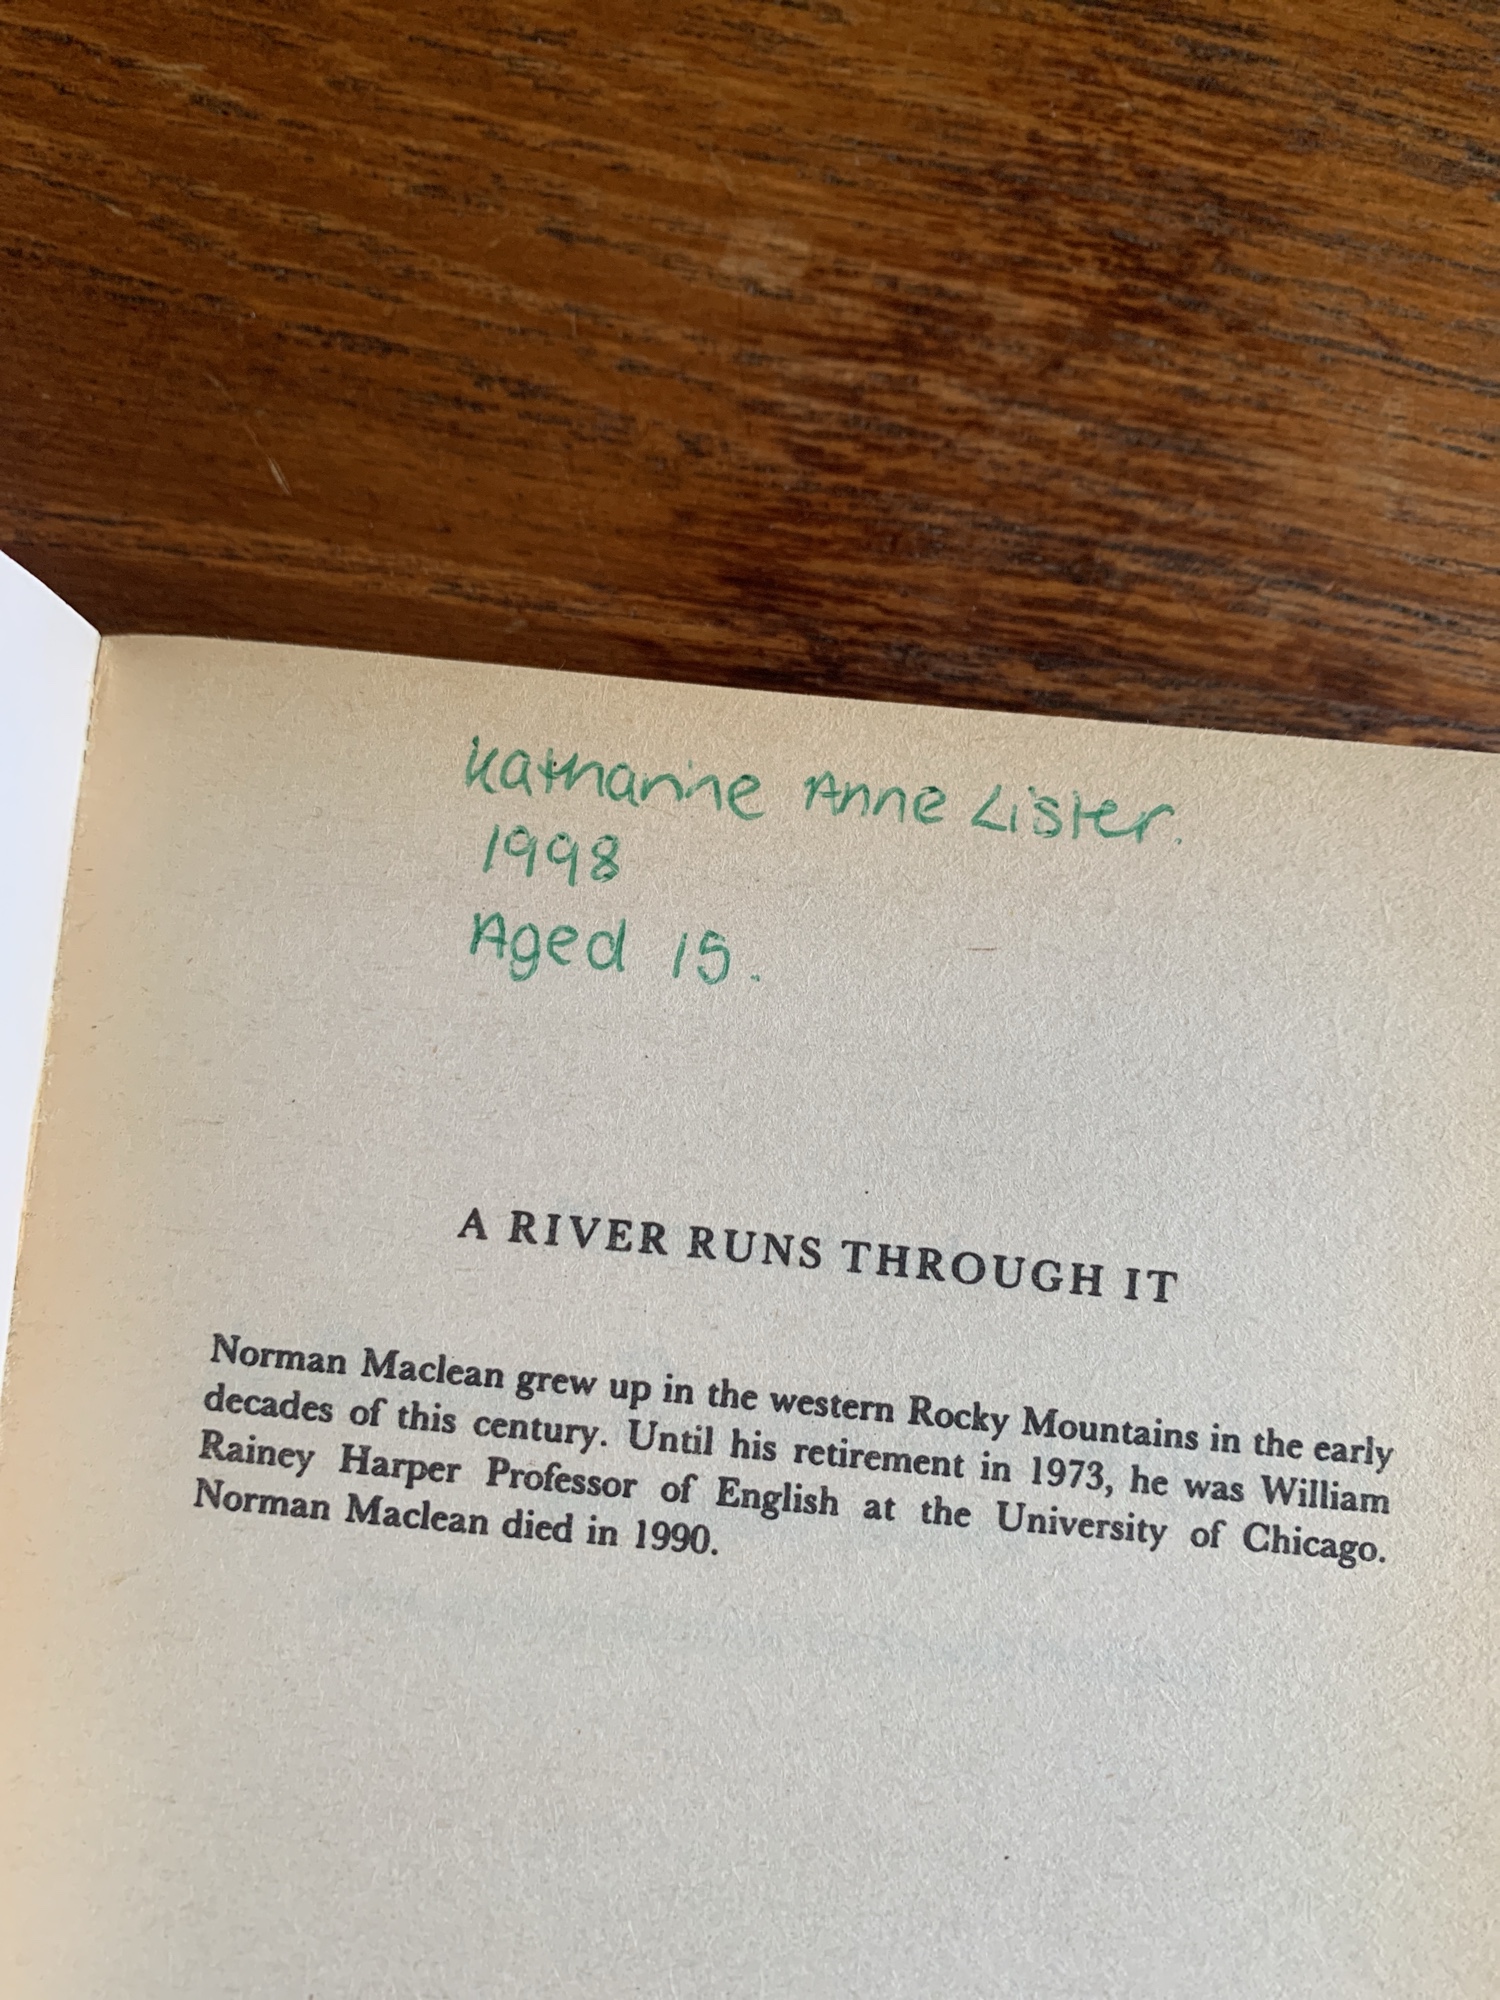 Katharine Anne Lister.
1998
Aged 15.
A RIVER RUNS THROUGH IT
Norman Maclean grew up in the western Rocky Mountains in the early
decades of this century. Until his retirement in 1973, he was William
Rainey Harper Professor of English at the University of Chicago.
Norman Maclean died in 1990.